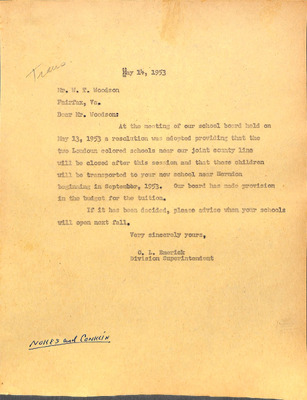 Trans
May 14, 1953
Mr. W. T. Woodson
Fairfax, Va.
Dear Mr. Woodson:
At the meeting of our school board held on
May 13, 1953 a resolution was adopted providing that the
two Loudoun colored schools near our joint county line
will be closed after this session and that those children
will be transported to your new school near Herndon
beginning in September, 1953. Our board has made provision
in the budget for the tuition.
If it has been decided, please advise when your schools
will open next fall.
Very sincerely yours,
O. L. Emerick
Division Superintendent
NOKES and CONKLIN